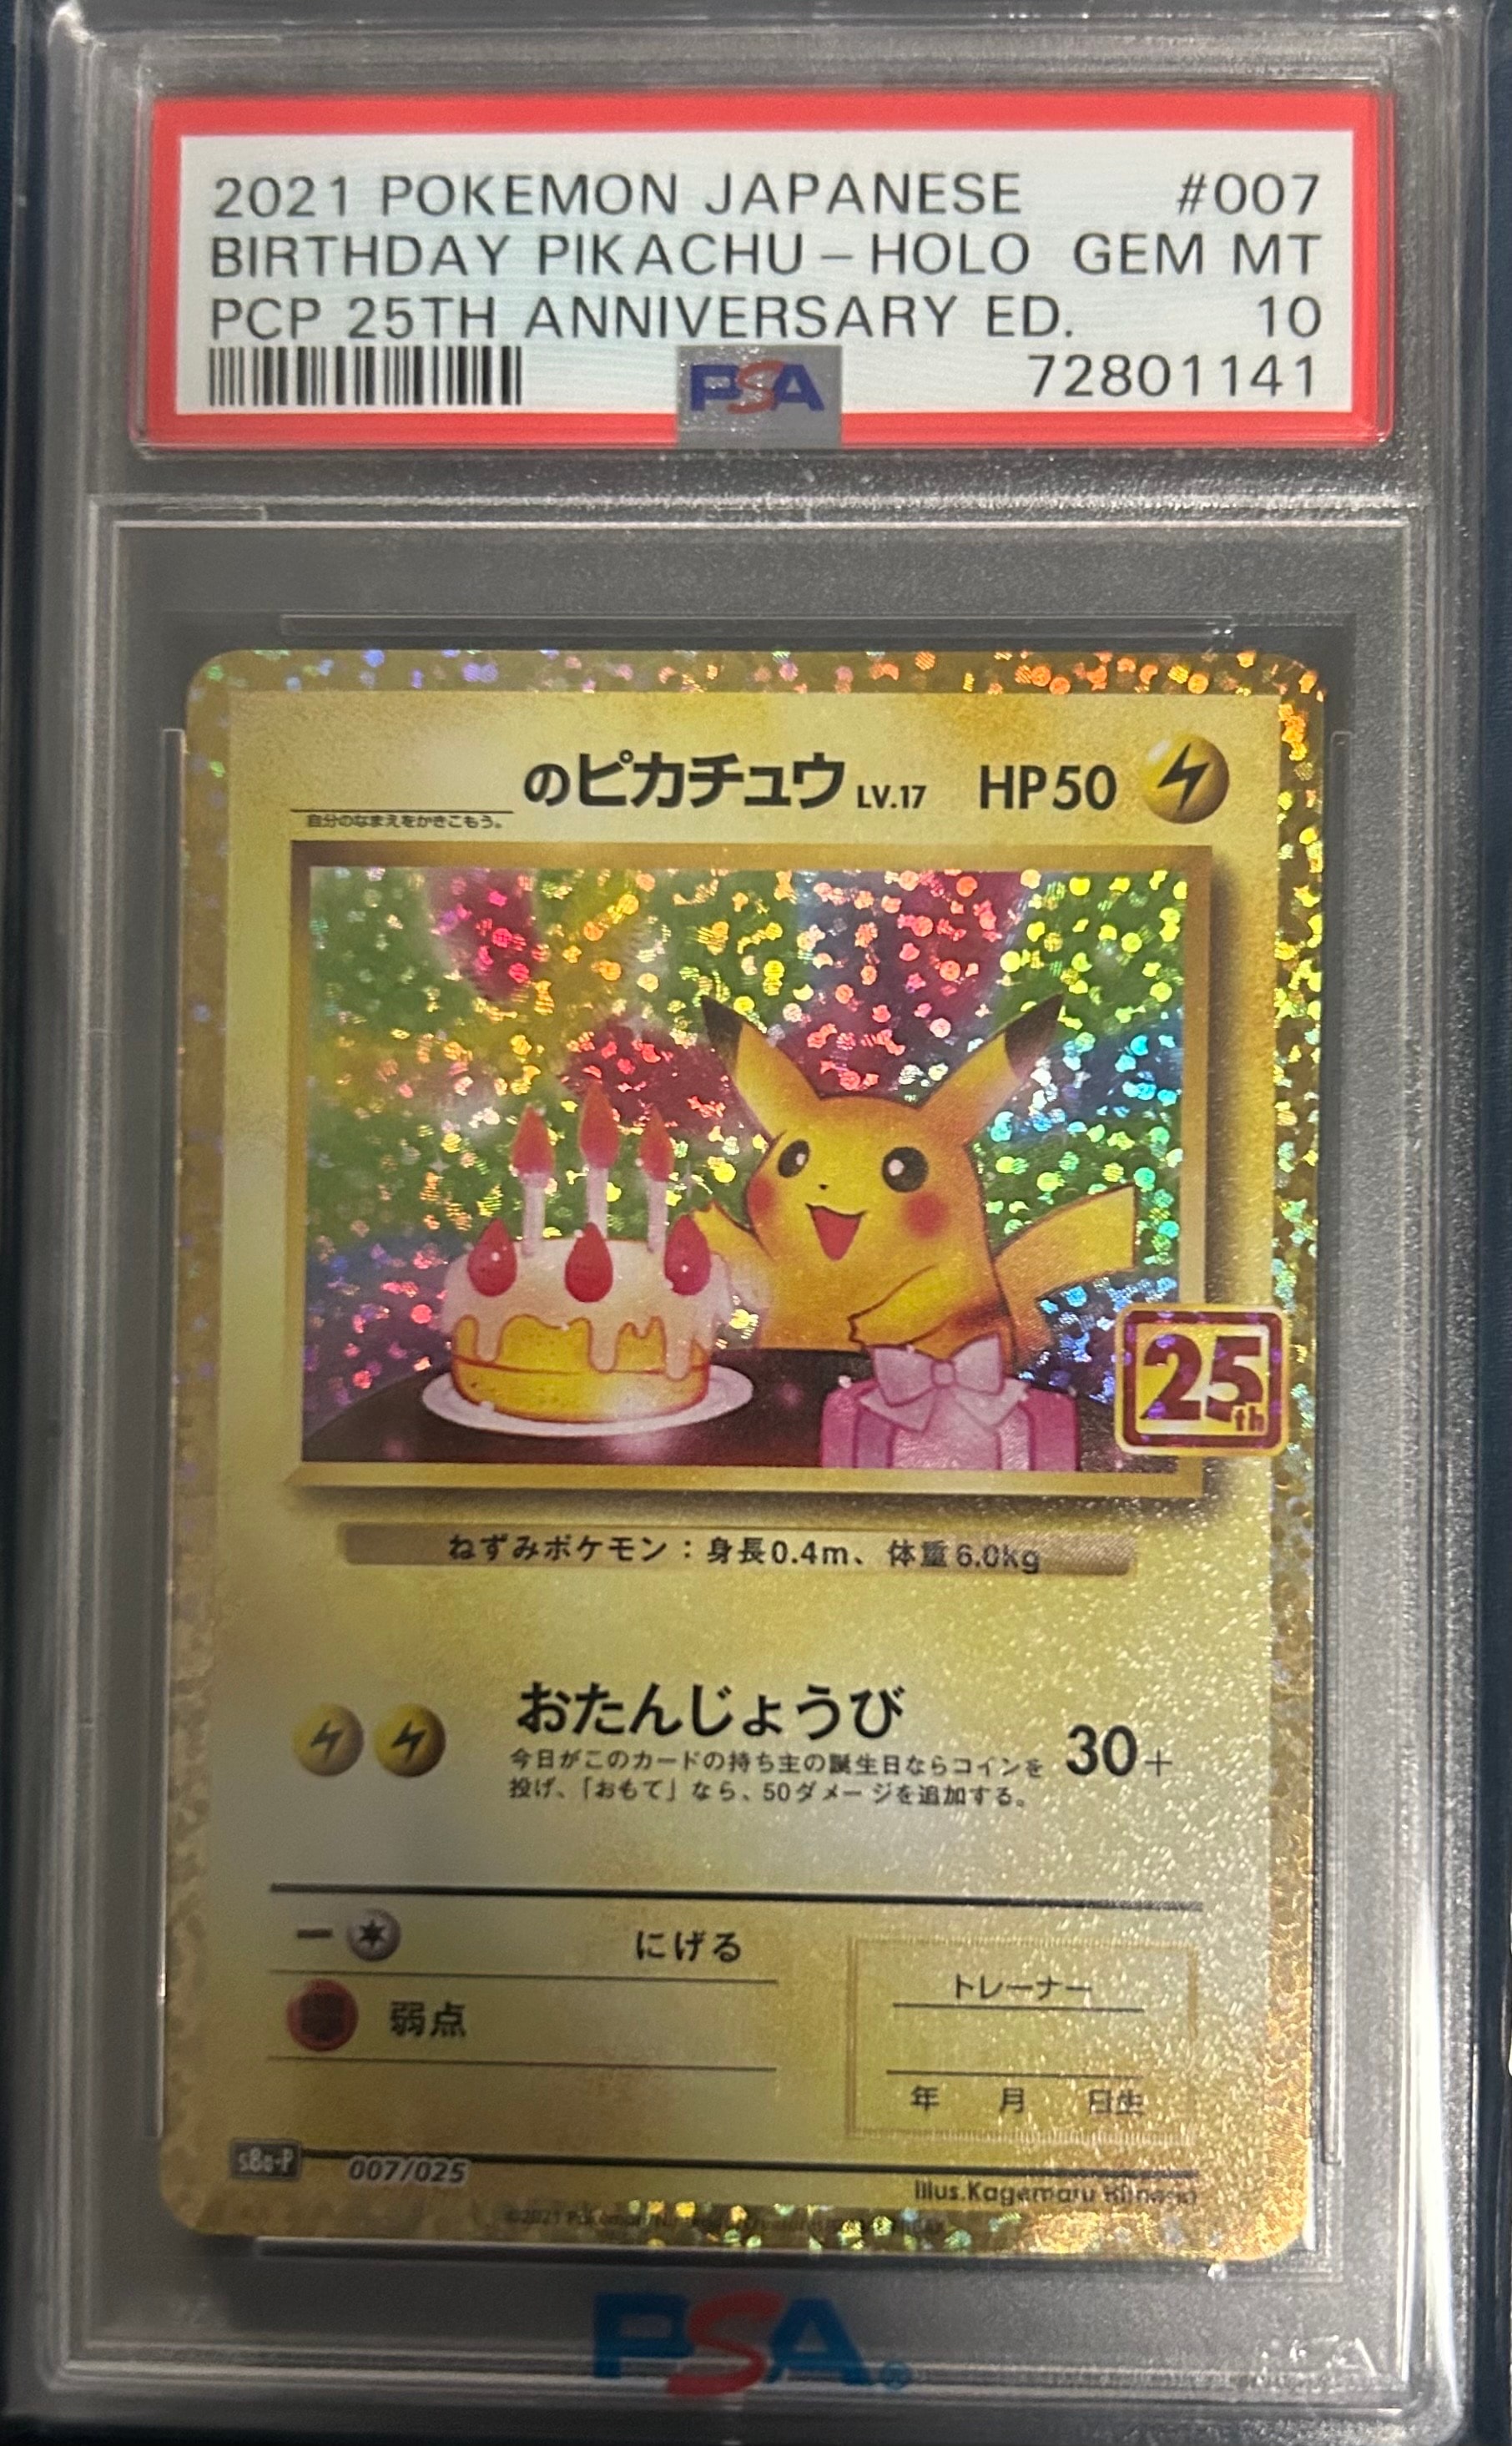 2021 POKEMON JAPANESE #007
BIRTHDAY PIKACHU-HOLO GEM MT
PCP 25TH ANNIVERSARY ED. 10
PSA 72801141
のピカチュウ LV.17 HP50
自分のなまえをかきこもう。
25th
ねずみポケモン：身長0.4m、体重6.0kg
おたんじょうび 30+
今日がこのカードの持ち主の誕生日ならコインを
投げ、「おもて」なら、50ダメージを追加する。
にげる
弱点
トレーナー
年 月 日生
s8a-P 007/025
Illus.Kagemaru Himeno
©2021 Pokémon
PSA®